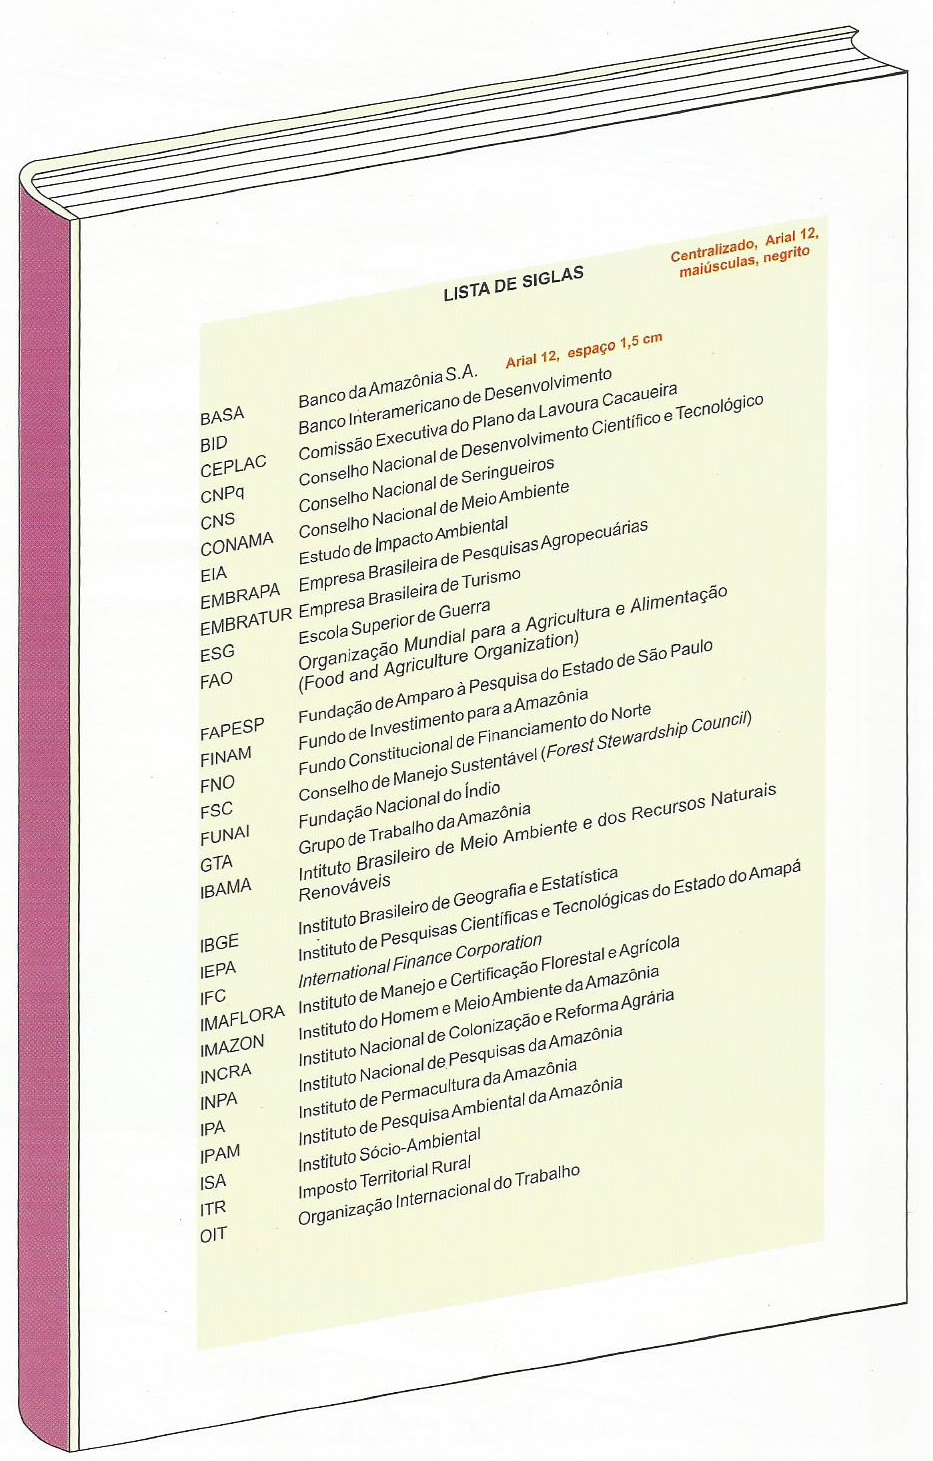 LISTA DE SIGLAS
Centralizado, Arial 12,
maiúsculas, negrito
Arial 12, espaço 1,5 cm
BASA Banco da Amazônia S.A.
BID Banco Interamericano de Desenvolvimento
CEPLAC Comissão Executiva do Plano da Lavoura Cacaueira
CNPq Conselho Nacional de Desenvolvimento Científico e Tecnológico
CNS Conselho Nacional de Seringueiros
CONAMA Conselho Nacional de Meio Ambiente
EIA Estudo de Impacto Ambiental
EMBRAPA Empresa Brasileira de Pesquisas Agropecuárias
EMBRATUR Empresa Brasileira de Turismo
ESG Escola Superior de Guerra
FAO Organização Mundial para a Agricultura e Alimentação
(Food and Agriculture Organization)
FAPESP Fundação de Amparo à Pesquisa do Estado de São Paulo
FINAM Fundo de Investimento para a Amazônia
FNO Fundo Constitucional de Financiamento do Norte
FSC Conselho de Manejo Sustentável (Forest Stewardship Council)
FUNAI Fundação Nacional do Índio
GTA Grupo de Trabalho da Amazônia
IBAMA Intituto Brasileiro de Meio Ambiente e dos Recursos Naturais
Renováveis
IBGE Instituto Brasileiro de Geografia e Estatística
IEPA Instituto de Pesquisas Científicas e Tecnológicas do Estado do Amapá
IFC International Finance Corporation
IMAFLORA Instituto de Manejo e Certificação Florestal e Agrícola
IMAZON Instituto do Homem e Meio Ambiente da Amazônia
INCRA Instituto Nacional de Colonização e Reforma Agrária
INPA Instituto Nacional de Pesquisas da Amazônia
IPA Instituto de Permacultura da Amazônia
IPAM Instituto de Pesquisa Ambiental da Amazônia
ISA Instituto Sócio-Ambiental
ITR Imposto Territorial Rural
OIT Organização Internacional do Trabalho